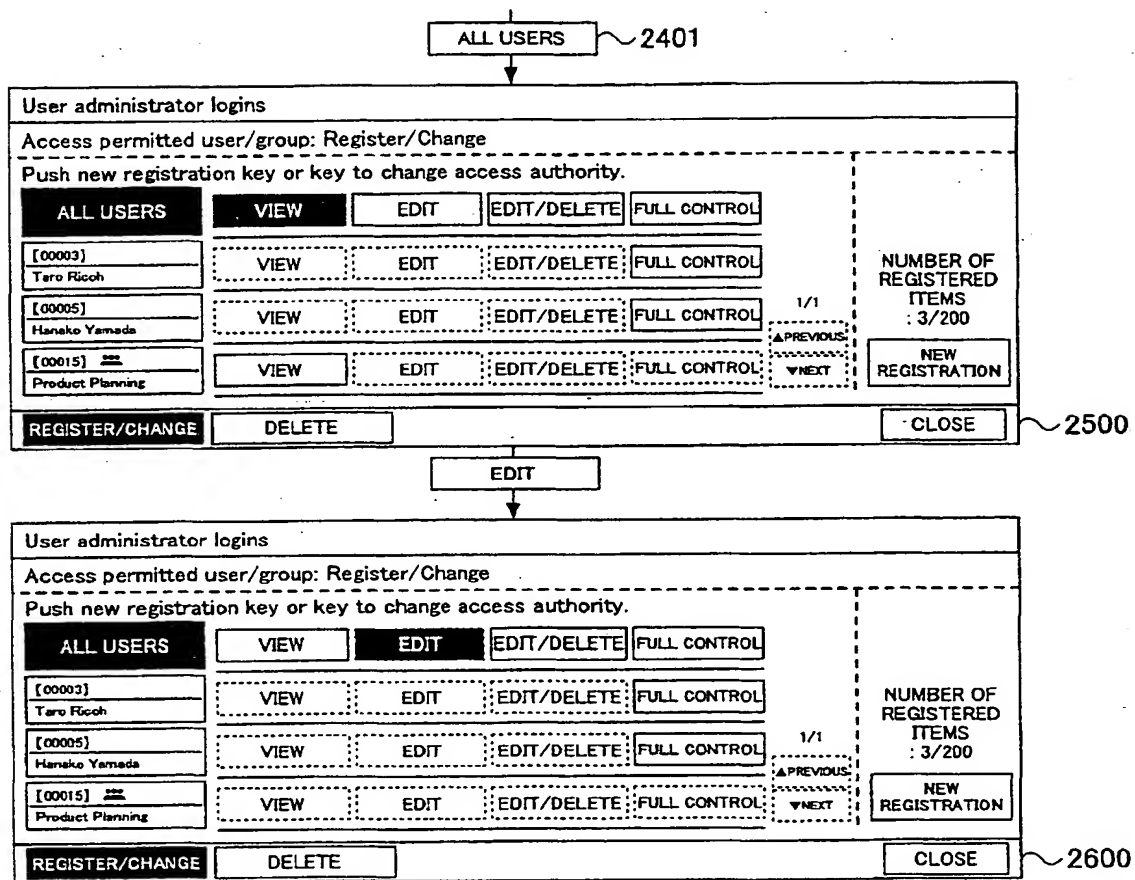 ALL USERS 2401
User administrator logins
Access permitted user/group: Register/Change
Push new registration key or key to change access authority.
ALL USERS VIEW EDIT EDIT/DELETE FULL CONTROL
[00003]
Taro Ricoh
VIEW EDIT EDIT/DELETE FULL CONTROL
[00005]
Hanako Yamada
VIEW EDIT EDIT/DELETE FULL CONTROL
[00015]
Product Planning
VIEW EDIT EDIT/DELETE FULL CONTROL
1/1
▲PREVIOUS
▼NEXT
NUMBER OF
REGISTERED
ITEMS
: 3/200
NEW
REGISTRATION
REGISTER/CHANGE DELETE CLOSE 2500
EDIT
User administrator logins
Access permitted user/group: Register/Change
Push new registration key or key to change access authority.
ALL USERS VIEW EDIT EDIT/DELETE FULL CONTROL
[00003]
Taro Ricoh
VIEW EDIT EDIT/DELETE FULL CONTROL
[00005]
Hanako Yamada
VIEW EDIT EDIT/DELETE FULL CONTROL
[00015]
Product Planning
VIEW EDIT EDIT/DELETE FULL CONTROL
1/1
▲PREVIOUS
▼NEXT
NUMBER OF
REGISTERED
ITEMS
: 3/200
NEW
REGISTRATION
REGISTER/CHANGE DELETE CLOSE 2600